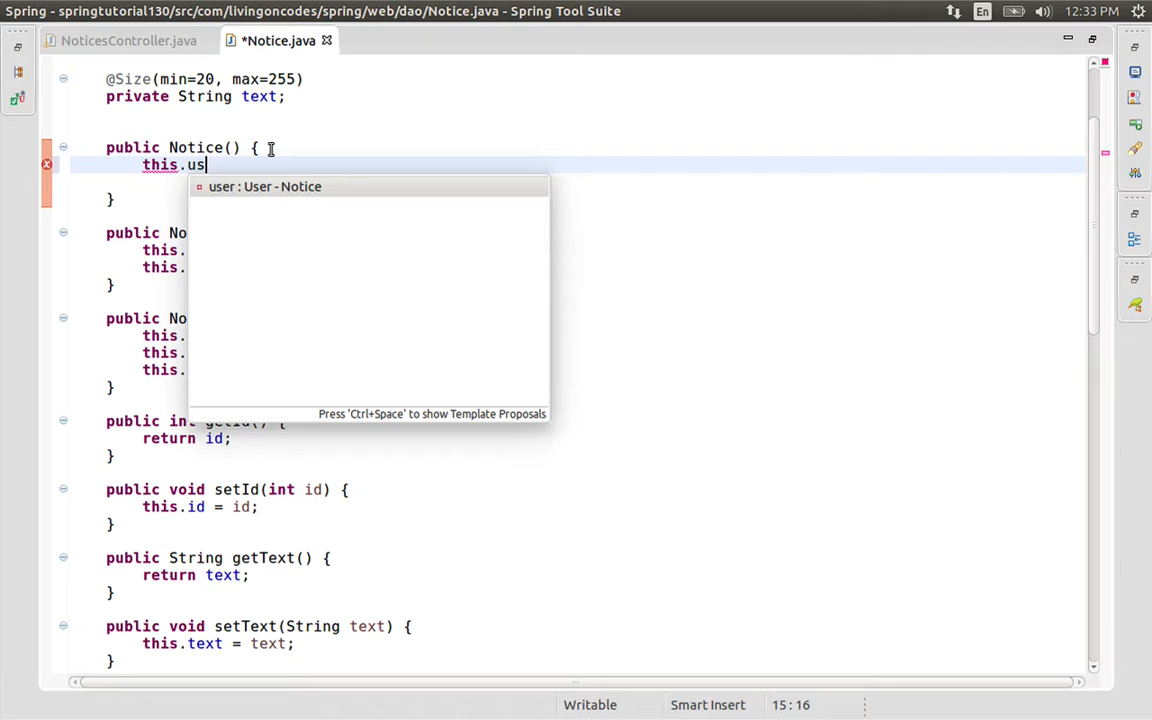 Spring - springtutorial130/src/com/livingoncodes/spring/web/dao/Notice.java - Spring Tool Suite
En
12:33 PM
NoticesController.java
*Notice.java
@Size(min=20, max=255)
private String text;
public Notice() {
this.us
user : User - Notice
}
public No
this.
this.
}
public No
this.
this.
this.
}
Press 'Ctrl+Space' to show Template Proposals
public int getId() {
return id;
}
public void setId(int id) {
this.id = id;
}
public String getText() {
return text;
}
public void setText(String text) {
this.text = text;
}
Writable
Smart Insert
15 : 16